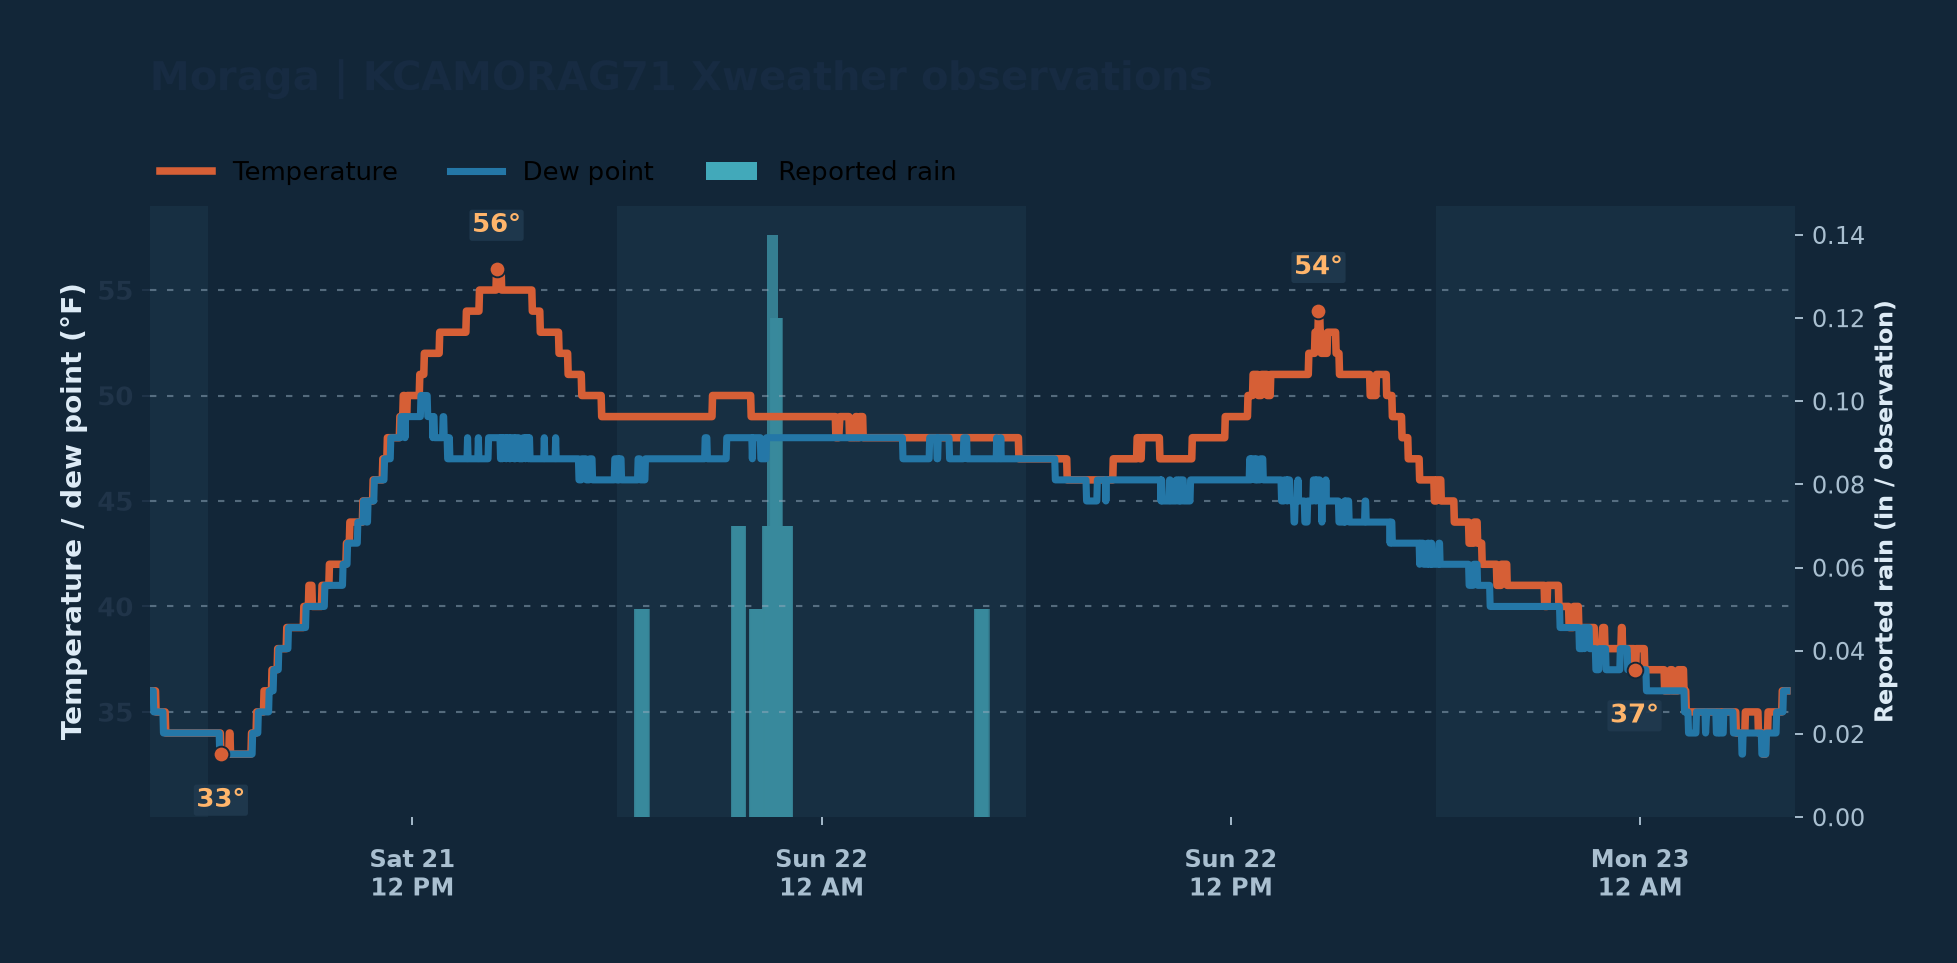 Moraga | KCAMORAG71 Xweather observations
Temperature
Dew point
Reported rain
Temperature / dew point (°F)
55
50
45
40
35
56°
33°
54°
37°
0.14
0.12
0.10
0.08
0.06
0.04
0.02
0.00
Reported rain (in / observation)
Sat 21
12 PM
Sun 22
12 AM
Sun 22
12 PM
Mon 23
12 AM